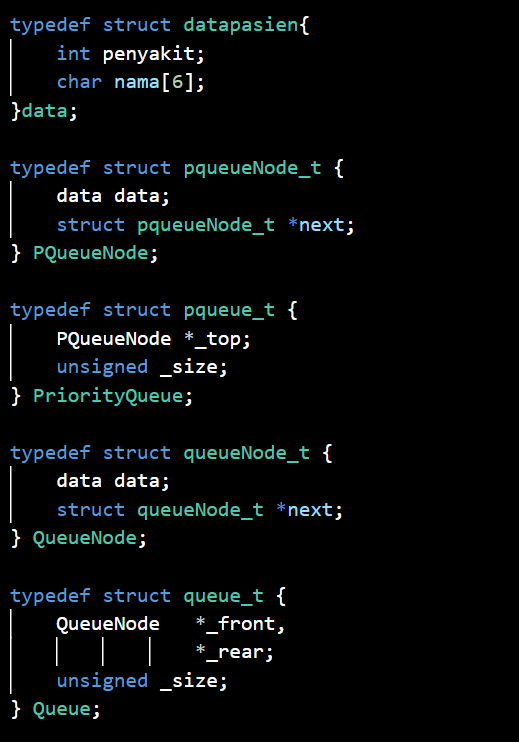 typedef struct datapasien{
    int penyakit;
    char nama[6];
}data;

typedef struct pqueueNode_t {
    data data;
    struct pqueueNode_t *next;
} PQueueNode;

typedef struct pqueue_t {
    PQueueNode *_top;
    unsigned _size;
} PriorityQueue;

typedef struct queueNode_t {
    data data;
    struct queueNode_t *next;
} QueueNode;

typedef struct queue_t {
    QueueNode   *_front,
                *_rear;
    unsigned _size;
} Queue;